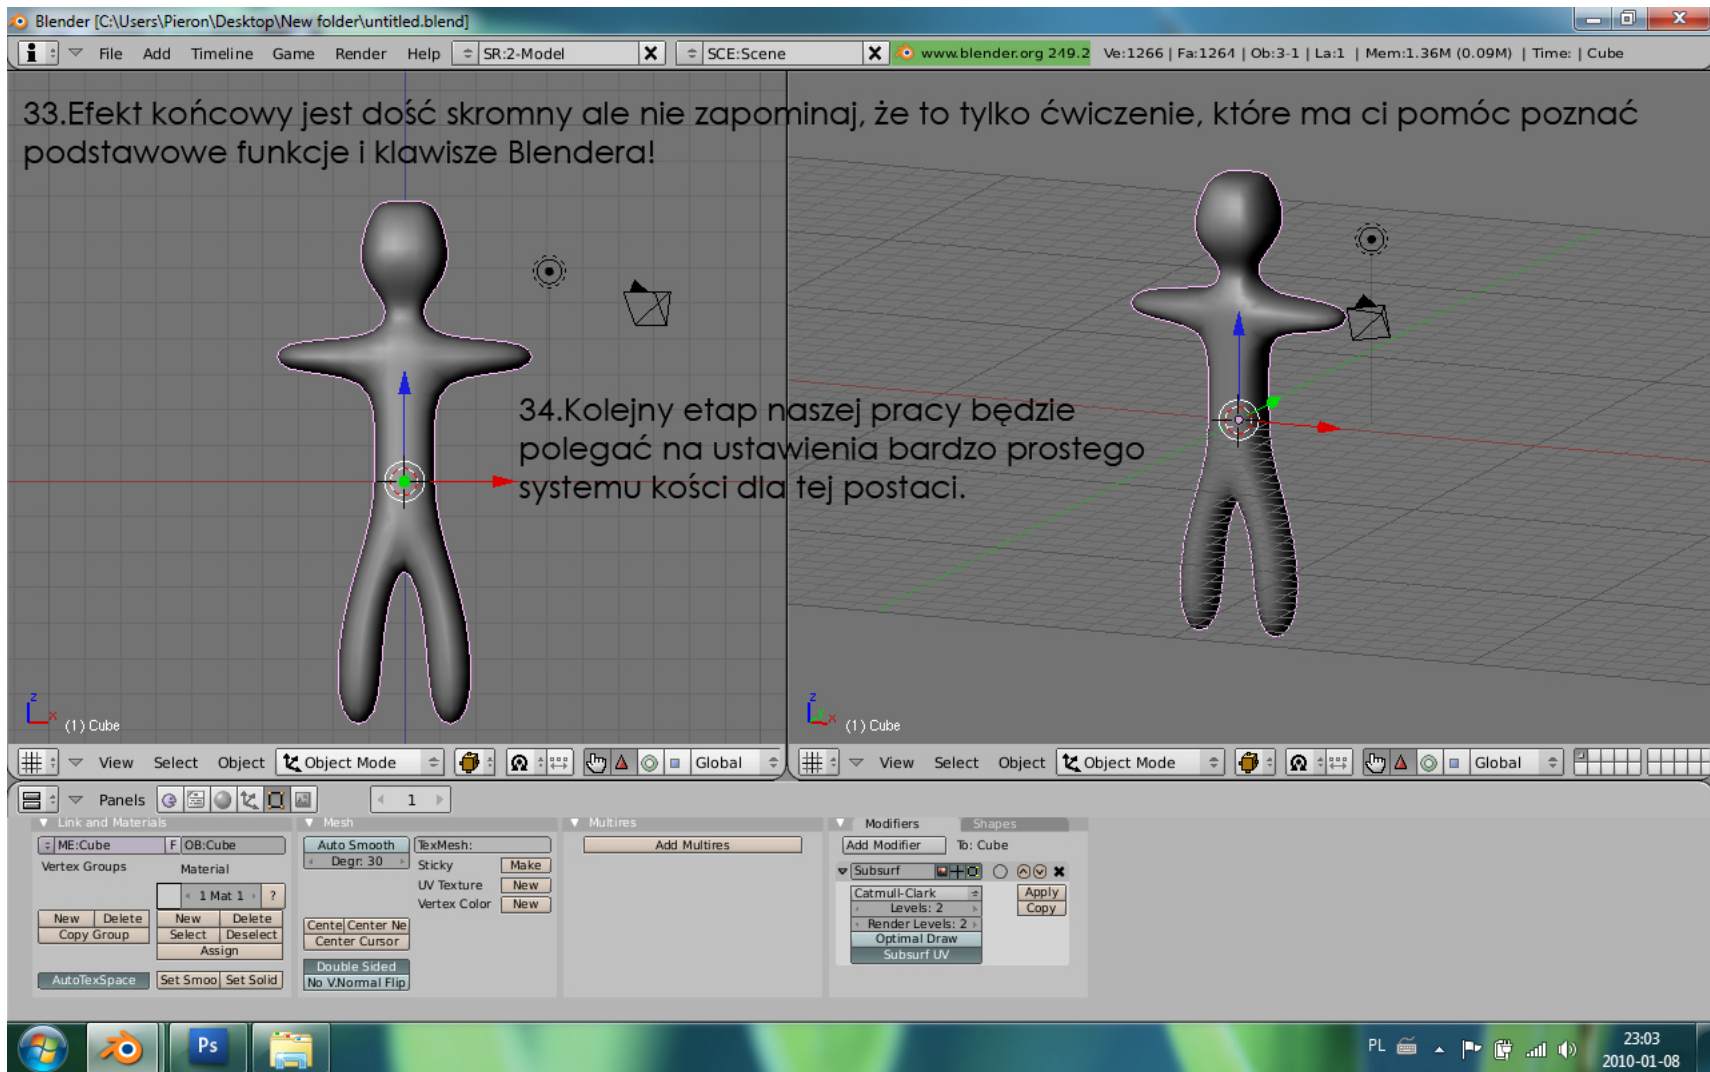 Blender [C:\Users\Pieron\Desktop\New folder\untitled.blend]
File Add Timeline Game Render Help SR:2-Model SCE:Scene www.blender.org 249.2 Ve:1266 | Fa:1264 | Ob:3-1 | La:1 | Mem:1.36M (0.09M) | Time: | Cube
33.Efekt końcowy jest dość skromny ale nie zapominaj, że to tylko ćwiczenie, które ma ci pomóc poznać
podstawowe funkcje i klawisze Blendera!
34.Kolejny etap naszej pracy będzie
polegać na ustawienia bardzo prostego
systemu kości dla tej postaci.
z
x
(1) Cube
z
x
(1) Cube
View Select Object Object Mode Global
View Select Object Object Mode Global
Panels 1
Link and Materials
ME:Cube F OB:Cube
Vertex Groups Material
1 Mat 1 ?
New Delete New Delete
Copy Group Select Deselect
Assign
AutoTexSpace Set Smoo Set Solid
Mesh
Auto Smooth TexMesh:
Degr: 30 Sticky Make
UV Texture New
Vertex Color New
Cente Center Ne
Center Cursor
Double Sided
No V.Normal Flip
Multires
Add Multires
Modifiers Shapes
Add Modifier To: Cube
Subsurf
Catmull-Clark Apply
Levels: 2 Copy
Render Levels: 2
Optimal Draw
Subsurf UV
Ps
PL
23:03
2010-01-08